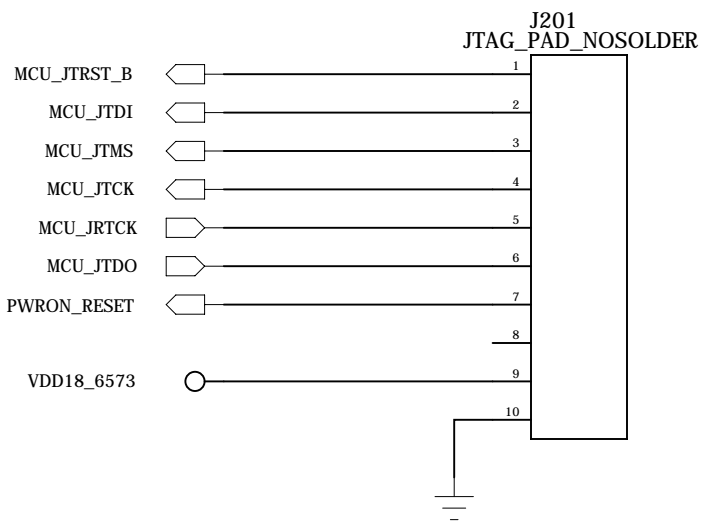 J201
JTAG_PAD_NOSOLDER
MCU_JTRST_B 1
MCU_JTDI 2
MCU_JTMS 3
MCU_JTCK 4
MCU_JRTCK 5
MCU_JTDO 6
PWRON_RESET 7
8
VDD18_6573 9
10